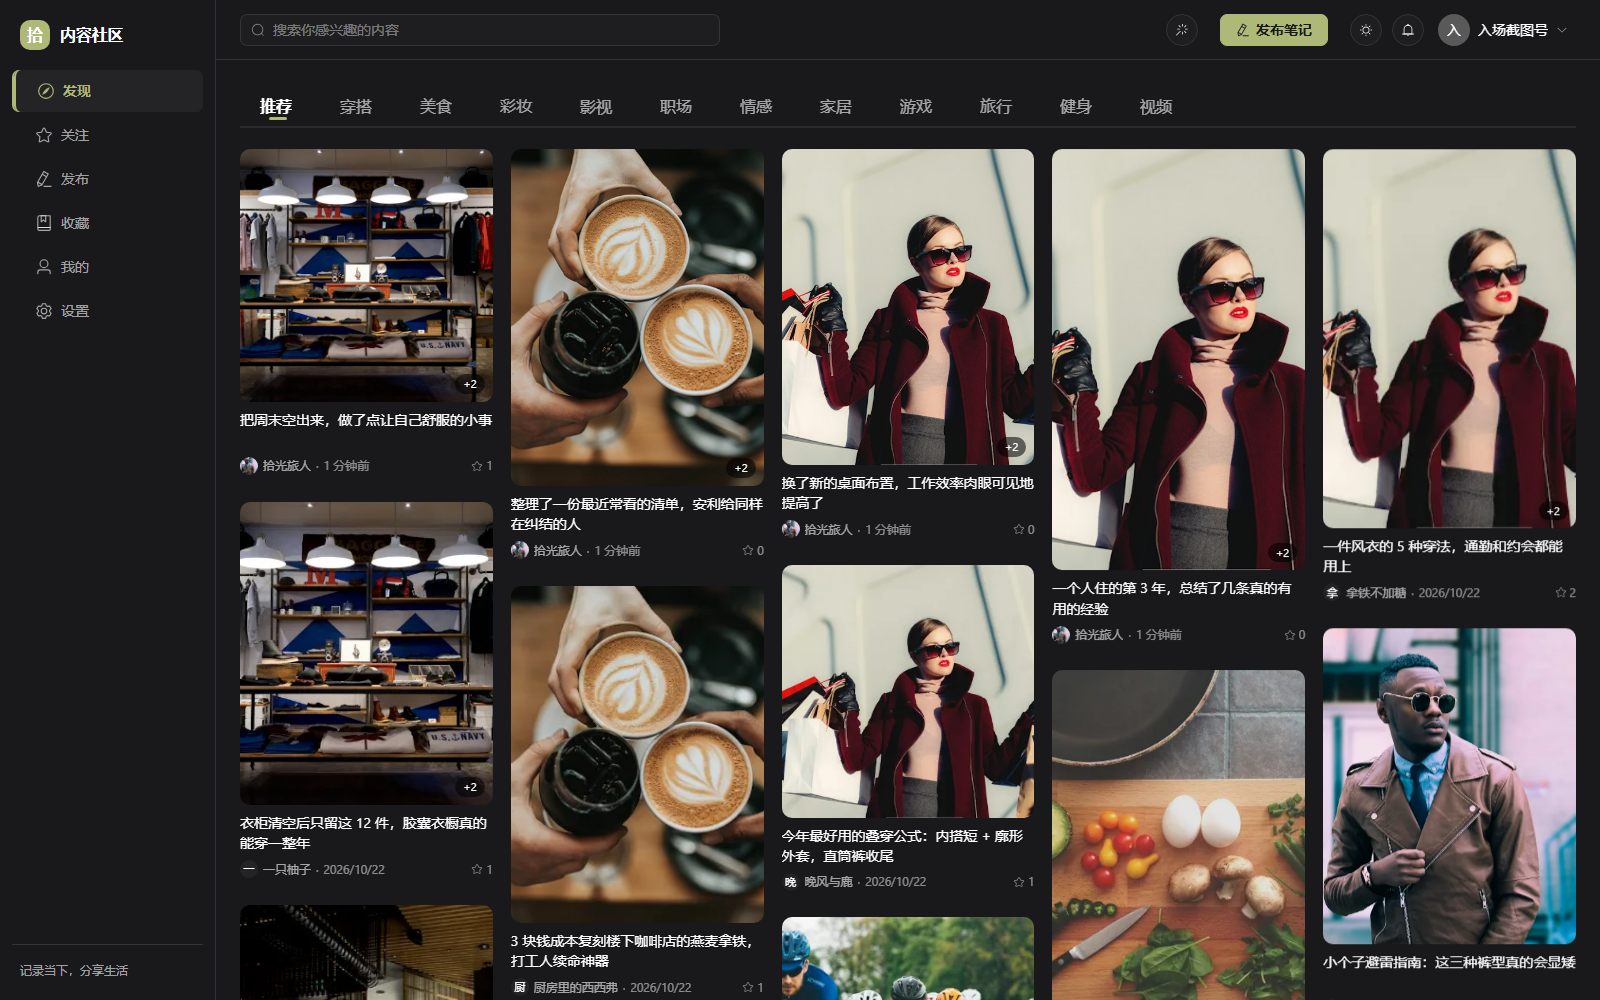 拾 内容社区
搜索你感兴趣的内容
发布笔记
入 入场截图号
发现
关注
发布
收藏
我的
设置
记录当下，分享生活
推荐 穿搭 美食 彩妆 影视 职场 情感 家居 游戏 旅行 健身 视频
+2
把周末空出来，做了点让自己舒服的小事
拾光旅人 · 1 分钟前 1
+2
衣柜清空后只留这 12 件，胶囊衣橱真的
能穿一整年
一 一只柚子 · 2026/10/22 1
+2
整理了一份最近常看的清单，安利给同样
在纠结的人
拾光旅人 · 1 分钟前 0
3 块钱成本复刻楼下咖啡店的燕麦拿铁，
打工人续命神器
厨 厨房里的西西弗 · 2026/10/22 1
+2
换了新的桌面布置，工作效率肉眼可见地
提高了
拾光旅人 · 1 分钟前 0
今年最好用的叠穿公式：内搭短 + 廓形
外套，直筒裤收尾
晚 晚风与鹿 · 2026/10/22 1
+2
一个人住的第 3 年，总结了几条真的有
用的经验
拾光旅人 · 1 分钟前 0
+2
一件风衣的 5 种穿法，通勤和约会都能
用上
拿 拿铁不加糖 · 2026/10/22 2
小个子避雷指南：这三种裤型真的会显矮
U.S. NAVY
U.S. NAVY